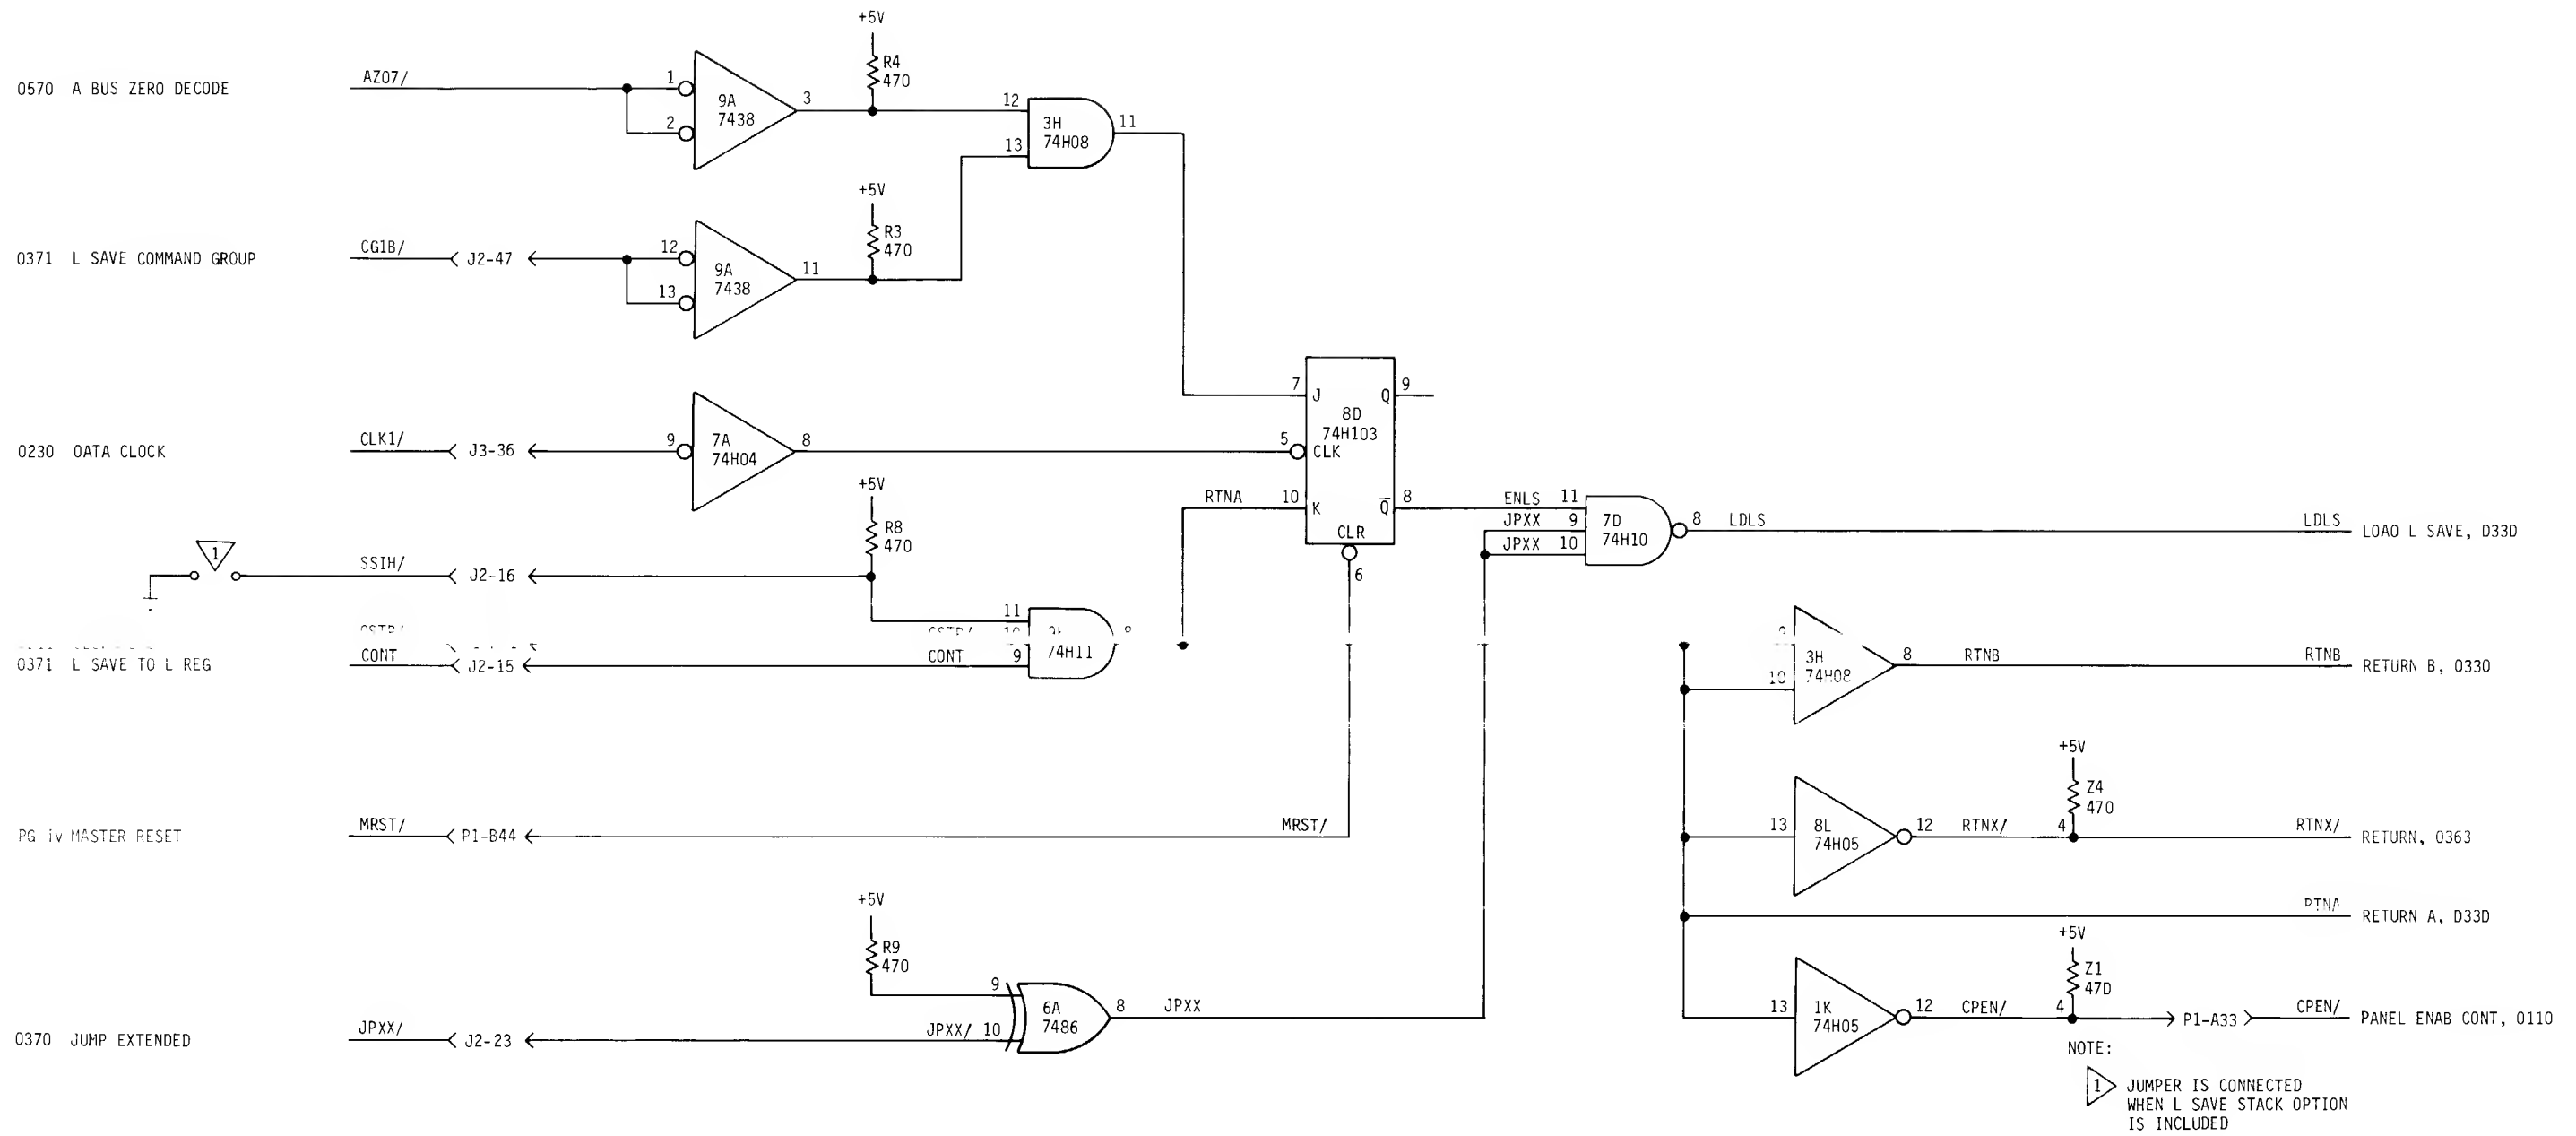 +5V
R4
470
0570 A BUS ZERO DECODE
AZ07/
1
2
9A
7438
3
12
13
3H
74H08
11
+5V
R3
470
0371 L SAVE COMMAND GROUP
CG1B/
J2-47
12
13
9A
7438
11
0230 OATA CLOCK
CLK1/
J3-36
9
7A
74H04
8
7
J
Q
9
8D
74H103
5
CLK
RTNA
10
K
Q̅
8
CLR
6
ENLS 11
JPXX 9
JPXX 10
7D
74H10
8
LDLS
LDLS
LOAO L SAVE, D33D
+5V
R8
470
1
SSIH/
J2-16
11
0371 L SAVE TO L REG
CONT
J2-15
CONT
9
74H11
10
3H
74H08
8
RTNB
RTNB
RETURN B, 0330
PG iv MASTER RESET
MRST/
P1-B44
MRST/
+5V
Z4
470
13
8L
74H05
12
RTNX/
4
RTNX/
RETURN, 0363
RTNA
RETURN A, D33D
+5V
R9
470
0370 JUMP EXTENDED
JPXX/
J2-23
JPXX/ 10
9
6A
7486
8
JPXX
+5V
Z1
47D
13
1K
74H05
12
CPEN/
4
P1-A33
CPEN/
PANEL ENAB CONT, 0110
NOTE:
1 JUMPER IS CONNECTED
WHEN L SAVE STACK OPTION
IS INCLUDED